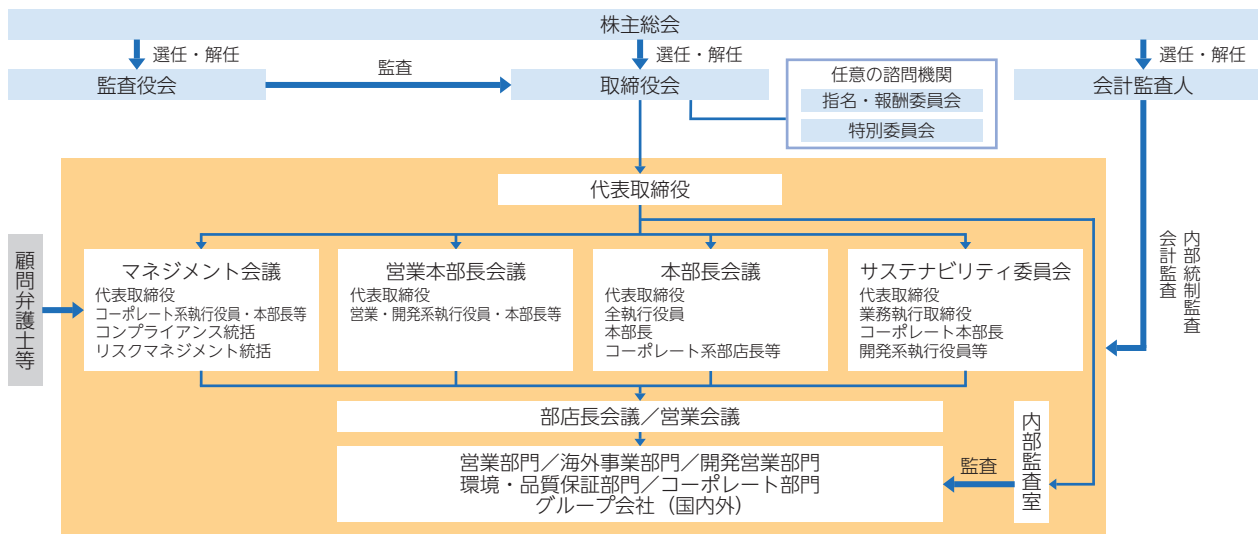 株主総会
選任・解任
選任・解任
選任・解任
監査役会
監査
取締役会
任意の諮問機関
指名・報酬委員会
特別委員会
会計監査人
代表取締役
内部統制監査
会計監査
顧問弁護士等
マネジメント会議
代表取締役
コーポレート系執行役員・本部長等
コンプライアンス統括
リスクマネジメント統括
営業本部長会議
代表取締役
営業・開発系執行役員・本部長等
本部長会議
代表取締役
全執行役員
本部長
コーポレート系部店長等
サステナビリティ委員会
代表取締役
業務執行取締役
コーポレート本部長
開発系執行役員等
部店長会議／営業会議
営業部門／海外事業部門／開発営業部門
環境・品質保証部門／コーポレート部門
グループ会社（国内外）
監査
内部監査室